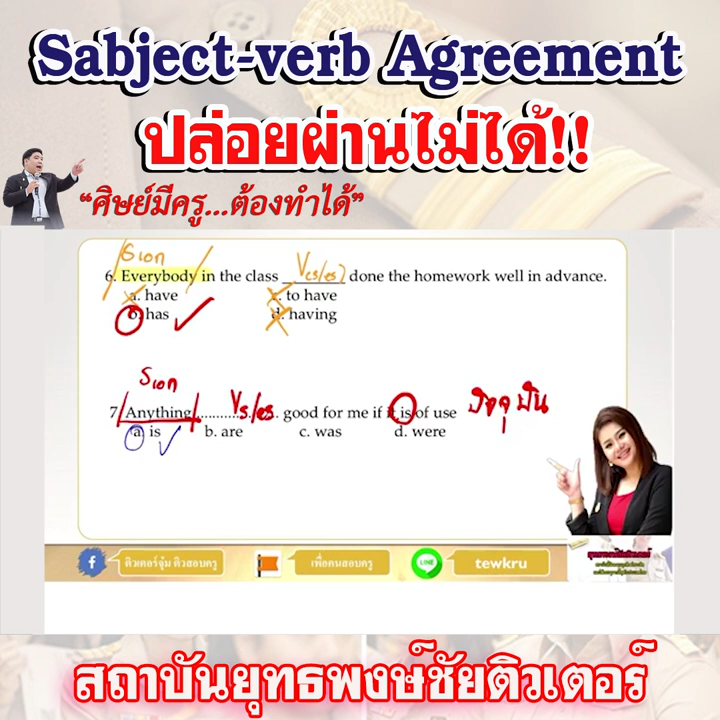 Sabject-verb Agreement
ปล่อยผ่านไม่ได้!!
“ศิษย์มีครู...ต้องทำได้”
6. Everybody in the class ________ done the homework well in advance.
a. have c. to have
b. has d. having
7. Anything .................... good for me if it is of use ปัจจุบัน
a. is b. are c. was d. were
ติวเตอร์จุ๋ม ติวสอบครู เพื่อคนสอบครู LINE tewkru
สถาบันยุทธพงษ์ชัยติวเตอร์